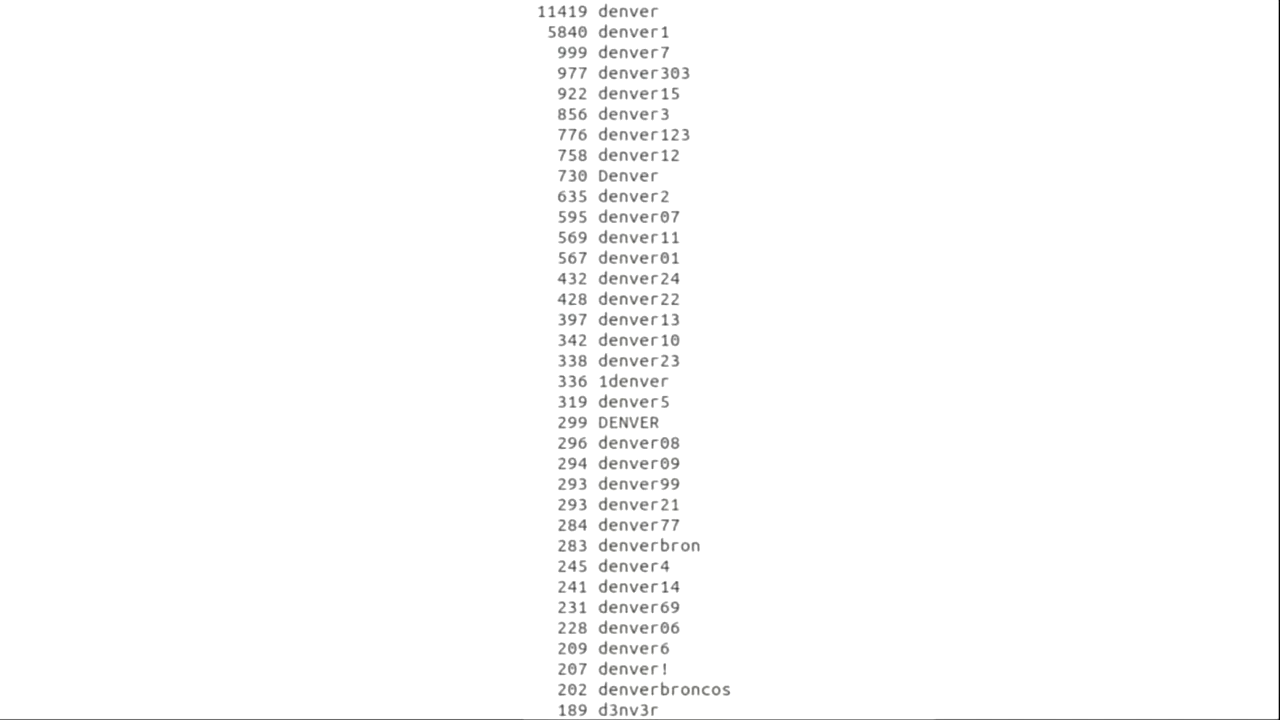 11419 denver
5840 denver1
999 denver7
977 denver303
922 denver15
856 denver3
776 denver123
758 denver12
730 Denver
635 denver2
595 denver07
569 denver11
567 denver01
432 denver24
428 denver22
397 denver13
342 denver10
338 denver23
336 1denver
319 denver5
299 DENVER
296 denver08
294 denver09
293 denver99
293 denver21
284 denver77
283 denverbron
245 denver4
241 denver14
231 denver69
228 denver06
209 denver6
207 denver!
202 denverbroncos
189 d3nv3r